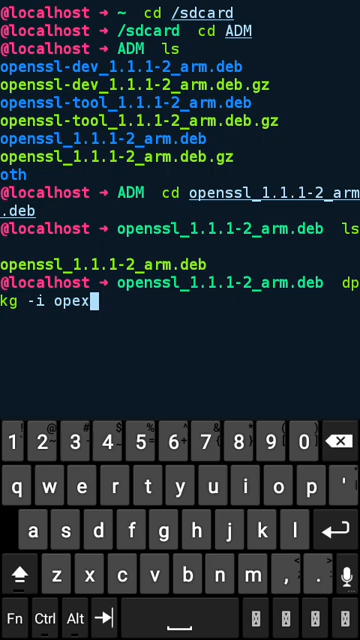 @localhost ➜ ~ cd /sdcard
@localhost ➜ /sdcard cd ADM
@localhost ➜ ADM ls
openssl-dev_1.1.1-2_arm.deb
openssl-dev_1.1.1-2_arm.deb.gz
openssl-tool_1.1.1-2_arm.deb
openssl-tool_1.1.1-2_arm.deb.gz
openssl_1.1.1-2_arm.deb
openssl_1.1.1-2_arm.deb.gz
oth
@localhost ➜ ADM cd openssl_1.1.1-2_arm
.deb
@localhost ➜ openssl_1.1.1-2_arm.deb ls
openssl_1.1.1-2_arm.deb
@localhost ➜ openssl_1.1.1-2_arm.deb dp
kg -i opex
! @ # $ % ^ & * ( )
1 2 3 4 5 6 7 8 9 0
~ - = +
q w e r t y u i o p '
a s d f g h j k l
z x c v b n m , .
Fn Ctrl Alt